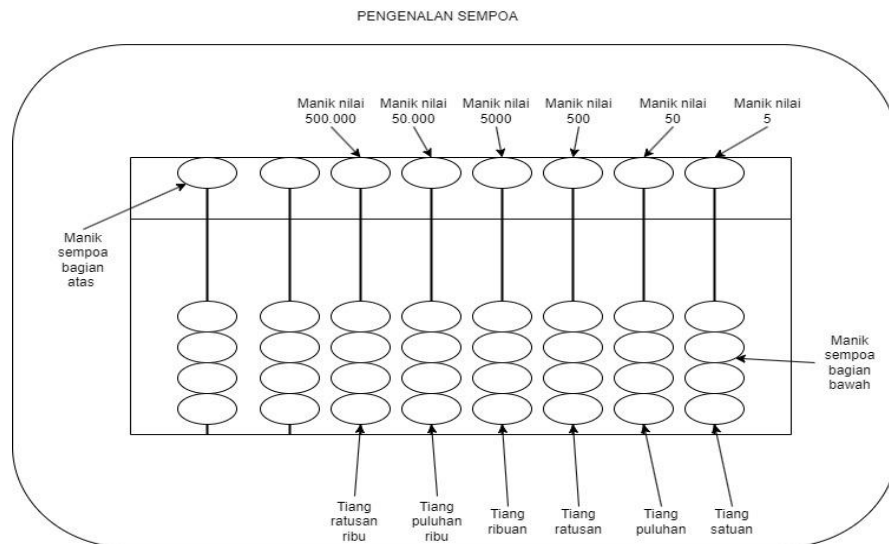 PENGENALAN SEMPOA
Manik nilai
500.000
Manik nilai
50.000
Manik nilai
5000
Manik nilai
500
Manik nilai
50
Manik nilai
5
Manik
sempoa
bagian
atas
Manik
sempoa
bagian
bawah
Tiang
ratusan
ribu
Tiang
puluhan
ribu
Tiang
ribuan
Tiang
ratusan
Tiang
puluhan
Tiang
satuan